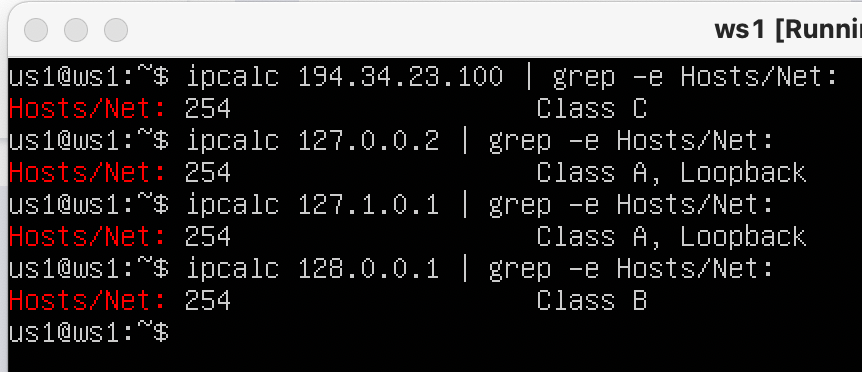 ws1 [Runni
us1@ws1:~$ ipcalc 194.34.23.100 | grep -e Hosts/Net:
Hosts/Net: 254                   Class C
us1@ws1:~$ ipcalc 127.0.0.2 | grep -e Hosts/Net:
Hosts/Net: 254                   Class A, Loopback
us1@ws1:~$ ipcalc 127.1.0.1 | grep -e Hosts/Net:
Hosts/Net: 254                   Class A, Loopback
us1@ws1:~$ ipcalc 128.0.0.1 | grep -e Hosts/Net:
Hosts/Net: 254                   Class B
us1@ws1:~$